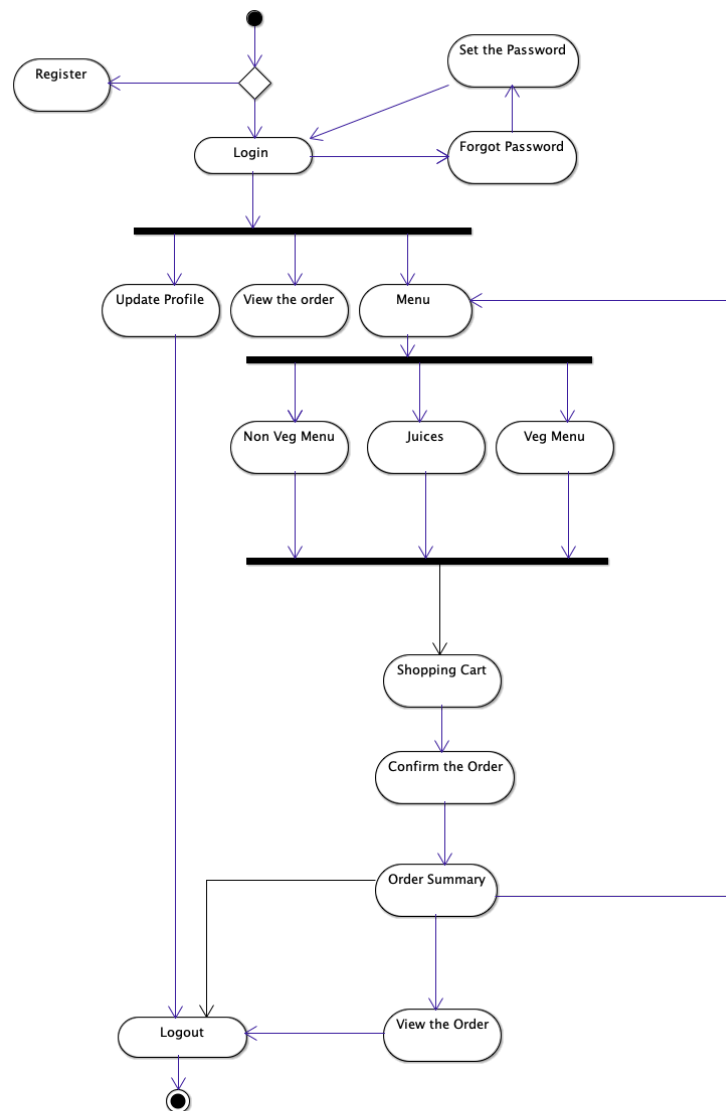 Set the Password
Register
Forgot Password
Login
Update Profile
View the order
Menu
Non Veg Menu
Juices
Veg Menu
Shopping Cart
Confirm the Order
Order Summary
View the Order
Logout